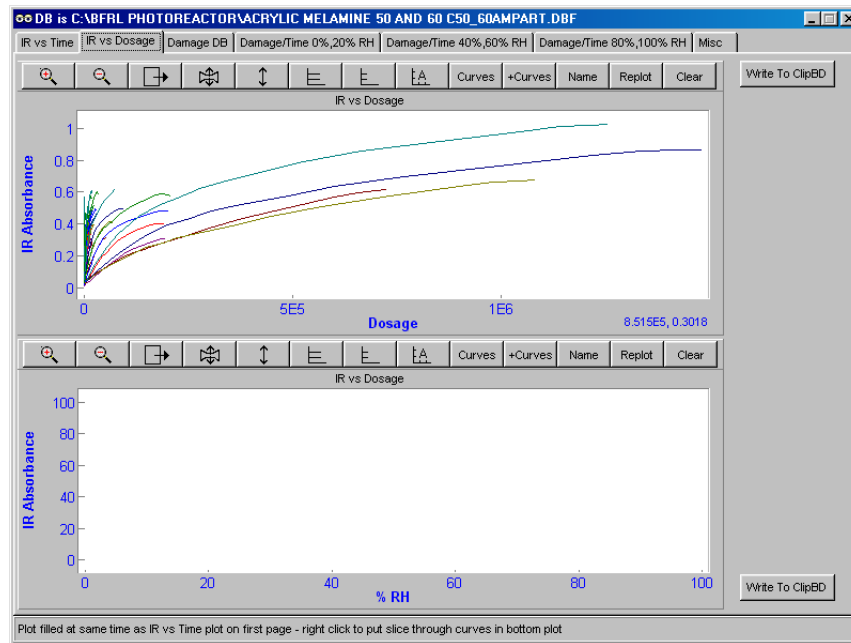 DB is C:\BFRL PHOTOREACTOR\ACRYLIC MELAMINE 50 AND 60 C50_60AMPART.DBF
IR vs Time IR vs Dosage Damage DB Damage/Time 0%,20% RH Damage/Time 40%,60% RH Damage/Time 80%,100% RH Misc
A Curves +Curves Name Replot Clear Write To ClipBD
IR vs Dosage
1
0.8
0.6
0.4
0.2
0
IR Absorbance
0 5E5 1E6
Dosage 8.515E5, 0.3018
A Curves +Curves Name Replot Clear
IR vs Dosage
100
80
60
40
20
0
IR Absorbance
0 20 40 60 80 100
% RH
Write To ClipBD
Plot filled at same time as IR vs Time plot on first page - right click to put slice through curves in bottom plot